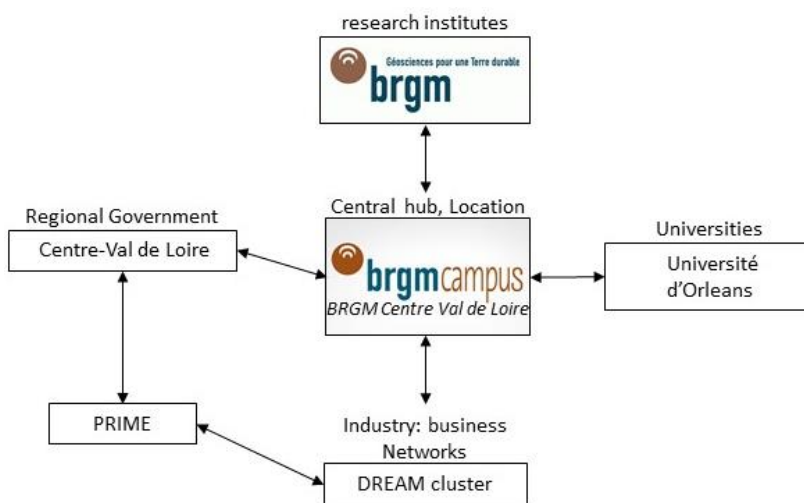 research institutes
Géosciences pour une Terre durable
brgm
Regional Government
Centre-Val de Loire
Central hub, Location
brgmcampus
BRGM Centre Val de Loire
Universities
Université
d'Orleans
PRIME
Industry: business
Networks
DREAM cluster